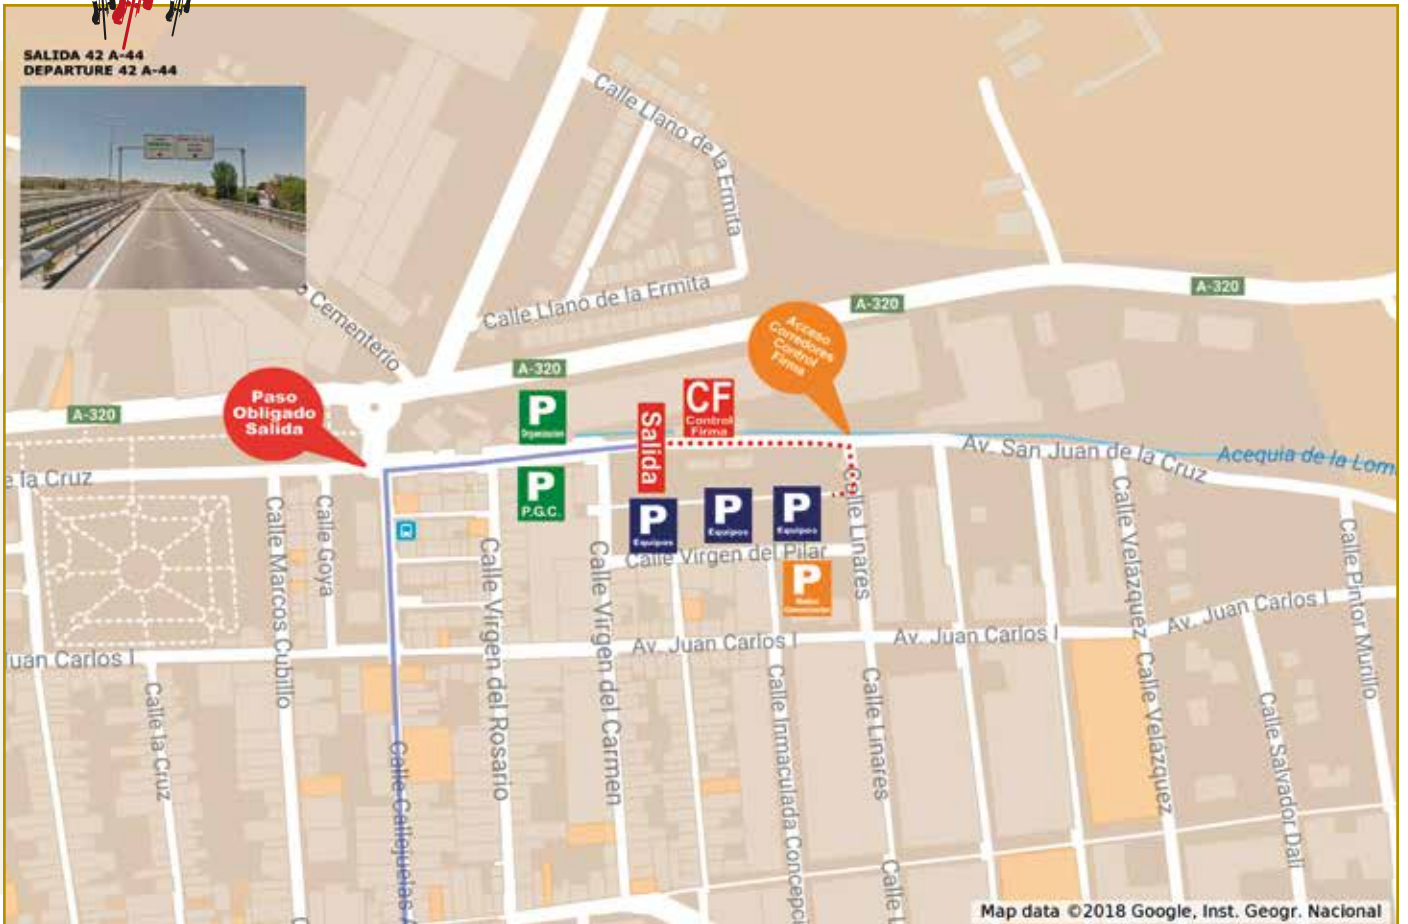 SALIDA 42 A-44
DEPARTURE 42 A-44
Calle Llano de la Ermita
Calle Llano de la Ermita
Cementerio
A-320
A-320
A-320
A-320
Acceso
Corredores
Control
Firma
Paso
Obligado
Salida
P
Organizacion
CF
Control
Firma
Salida
P
P.G.C.
P
Equipos
P
Equipos
P
Equipos
P
e la Cruz
Av. San Juan de la Cruz
Acequia de la Lom
Calle Marcos Cubillo
Calle Goya
Calle Virgen del Rosario
Calle Virgen del Carmen
Calle Virgen del Pilar
Calle Linares
Calle Velázquez
Calle Pintor Murillo
Juan Carlos I
Av. Juan Carlos I
Av. Juan Carlos I
Av. Juan Carlos I
Calle la Cruz
Calle Callejuelas A
Calle Inmaculada Concepci
Calle Linares
Calle Velázquez
Calle Salvador Dalí
C
Calle L
Map data ©2018 Google, Inst. Geogr. Nacional